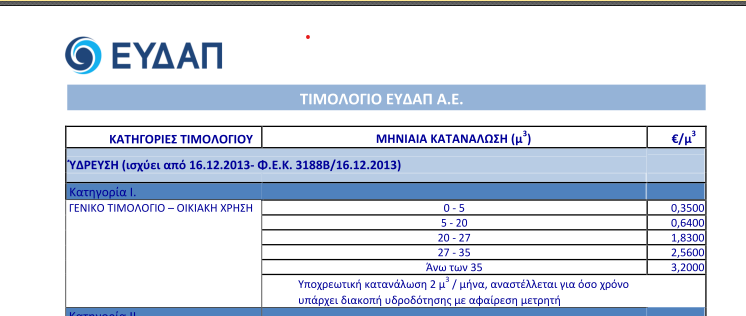 ΕΥΔΑΠ
ΤΙΜΟΛΟΓΙΟ ΕΥΔΑΠ Α.Ε.
ΚΑΤΗΓΟΡΙΕΣ ΤΙΜΟΛΟΓΙΟΥ ΜΗΝΙΑΙΑ ΚΑΤΑΝΑΛΩΣΗ (μ³) €/μ³
ΎΔΡΕΥΣΗ (ισχύει από 16.12.2013- Φ.Ε.Κ. 3188Β/16.12.2013)
Κατηγορία Ι.
ΓΕΝΙΚΟ ΤΙΜΟΛΟΓΙΟ – ΟΙΚΙΑΚΗ ΧΡΗΣΗ 0 - 5 0,3500
5 - 20 0,6400
20 - 27 1,8300
27 - 35 2,5600
Άνω των 35 3,2000
Υποχρεωτική κατανάλωση 2 μ³ / μήνα, αναστέλλεται για όσο χρόνο
υπάρχει διακοπή υδροδότησης με αφαίρεση μετρητή
Κατηγορία ΙΙ.